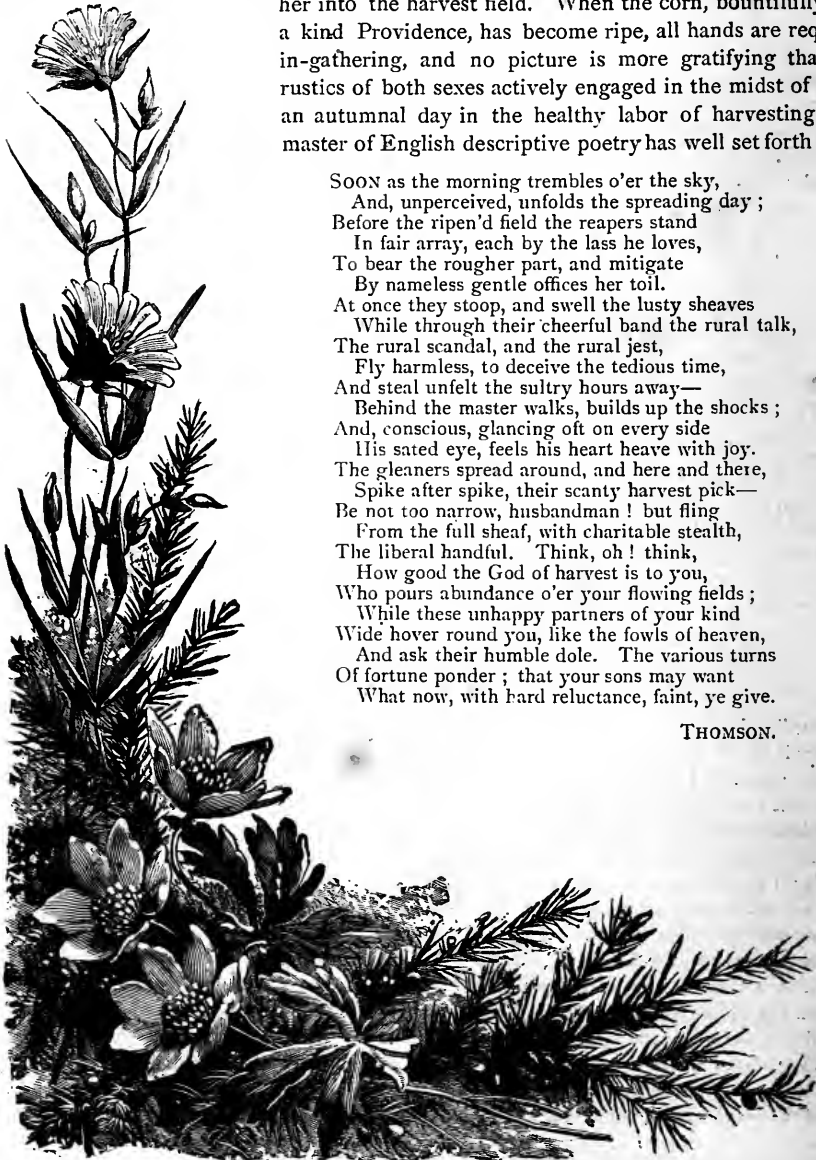 her into the harvest field. When the corn, bountifully
a kind Providence, has become ripe, all hands are req
in-gathering, and no picture is more gratifying tha
rustics of both sexes actively engaged in the midst of
an autumnal day in the healthy labor of harvesting
master of English descriptive poetry has well set forth
SOON as the morning trembles o'er the sky,
And, unperceived, unfolds the spreading day ;
Before the ripen'd field the reapers stand
In fair array, each by the lass he loves,
To bear the rougher part, and mitigate
By nameless gentle offices her toil.
At once they stoop, and swell the lusty sheaves
While through their cheerful band the rural talk,
The rural scandal, and the rural jest,
Fly harmless, to deceive the tedious time,
And steal unfelt the sultry hours away—
Behind the master walks, builds up the shocks ;
And, conscious, glancing oft on every side
His sated eye, feels his heart heave with joy.
The gleaners spread around, and here and there,
Spike after spike, their scanty harvest pick—
Be not too narrow, husbandman ! but fling
From the full sheaf, with charitable stealth,
The liberal handful. Think, oh ! think,
How good the God of harvest is to you,
Who pours abundance o'er your flowing fields ;
While these unhappy partners of your kind
Wide hover round you, like the fowls of heaven,
And ask their humble dole. The various turns
Of fortune ponder ; that your sons may want
What now, with hard reluctance, faint, ye give.
THOMSON.